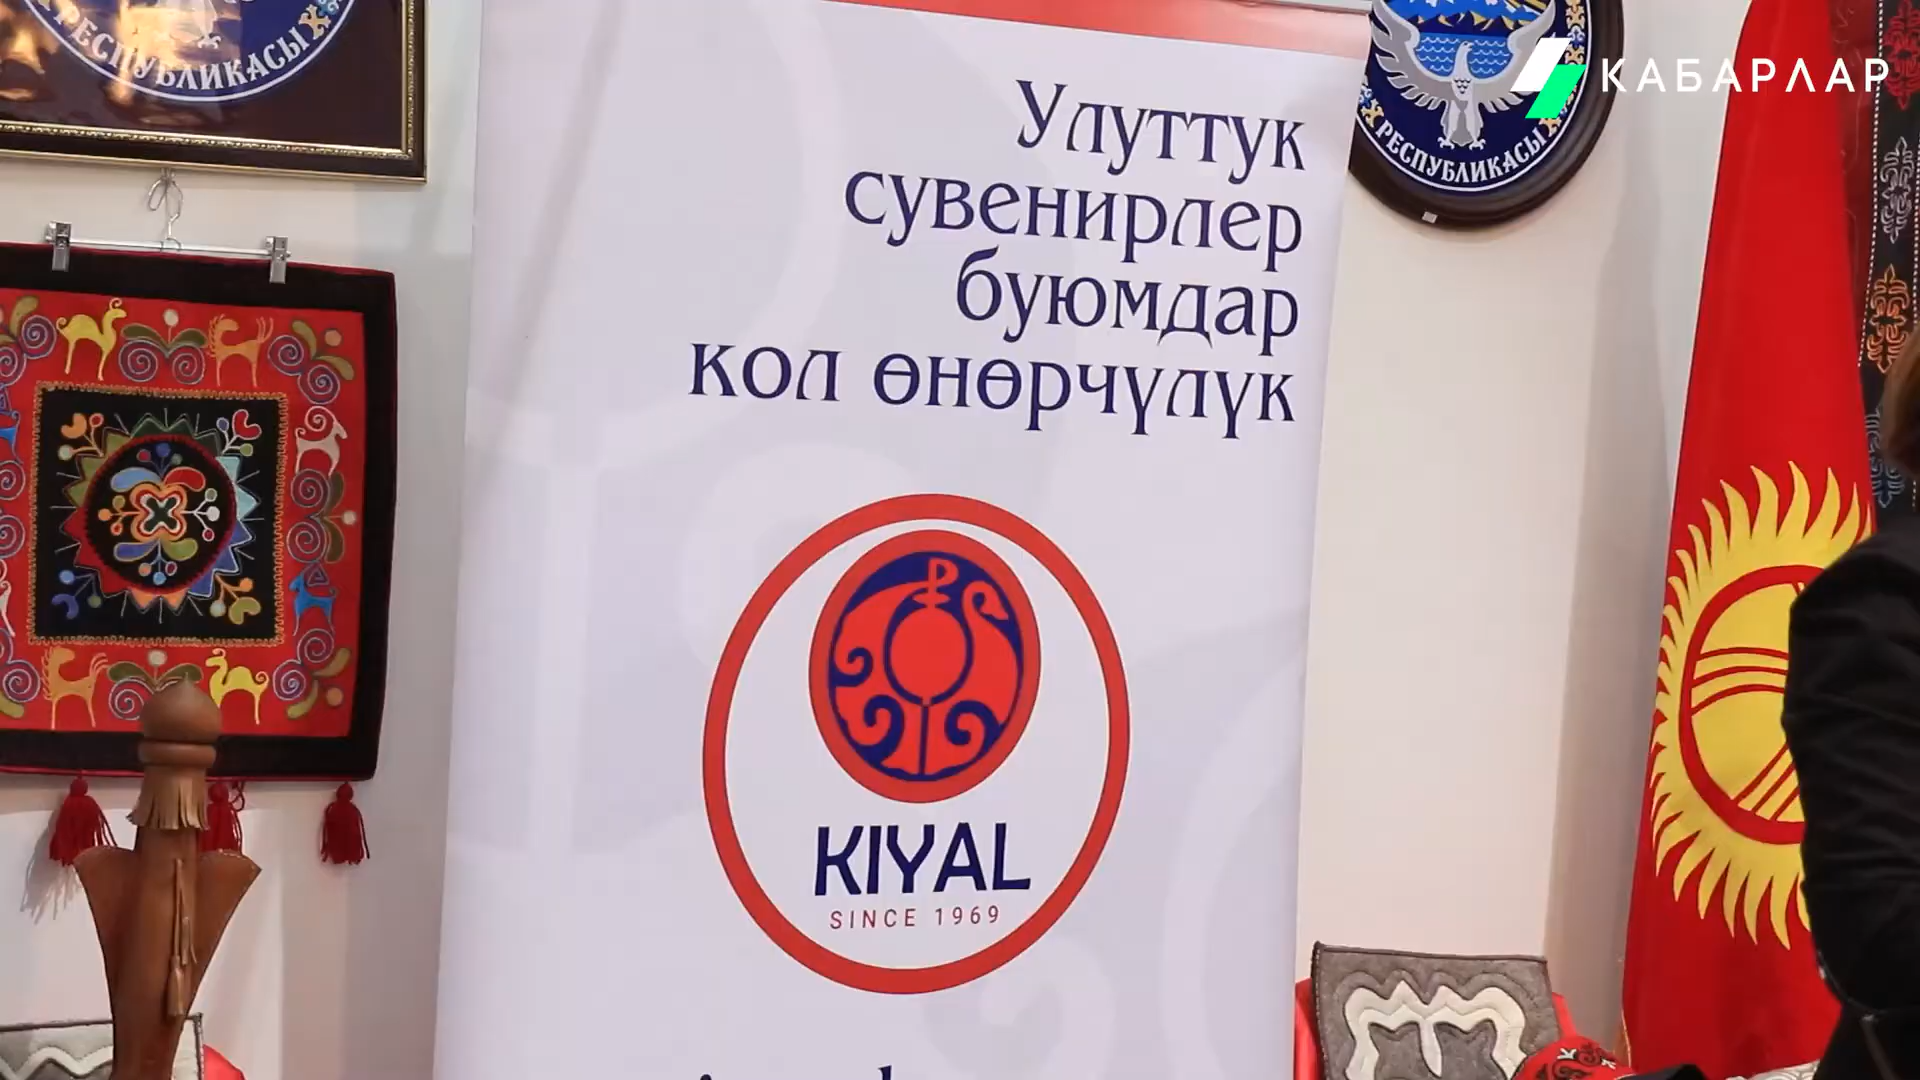 РЕСПУБЛИКАСЫ
Улуттук
сувенирлер
буюмдар
кол өнөрчүлүк
KIYAL
SINCE 1969
РЕСПУБЛИКАСЫ
КАБАРЛАР